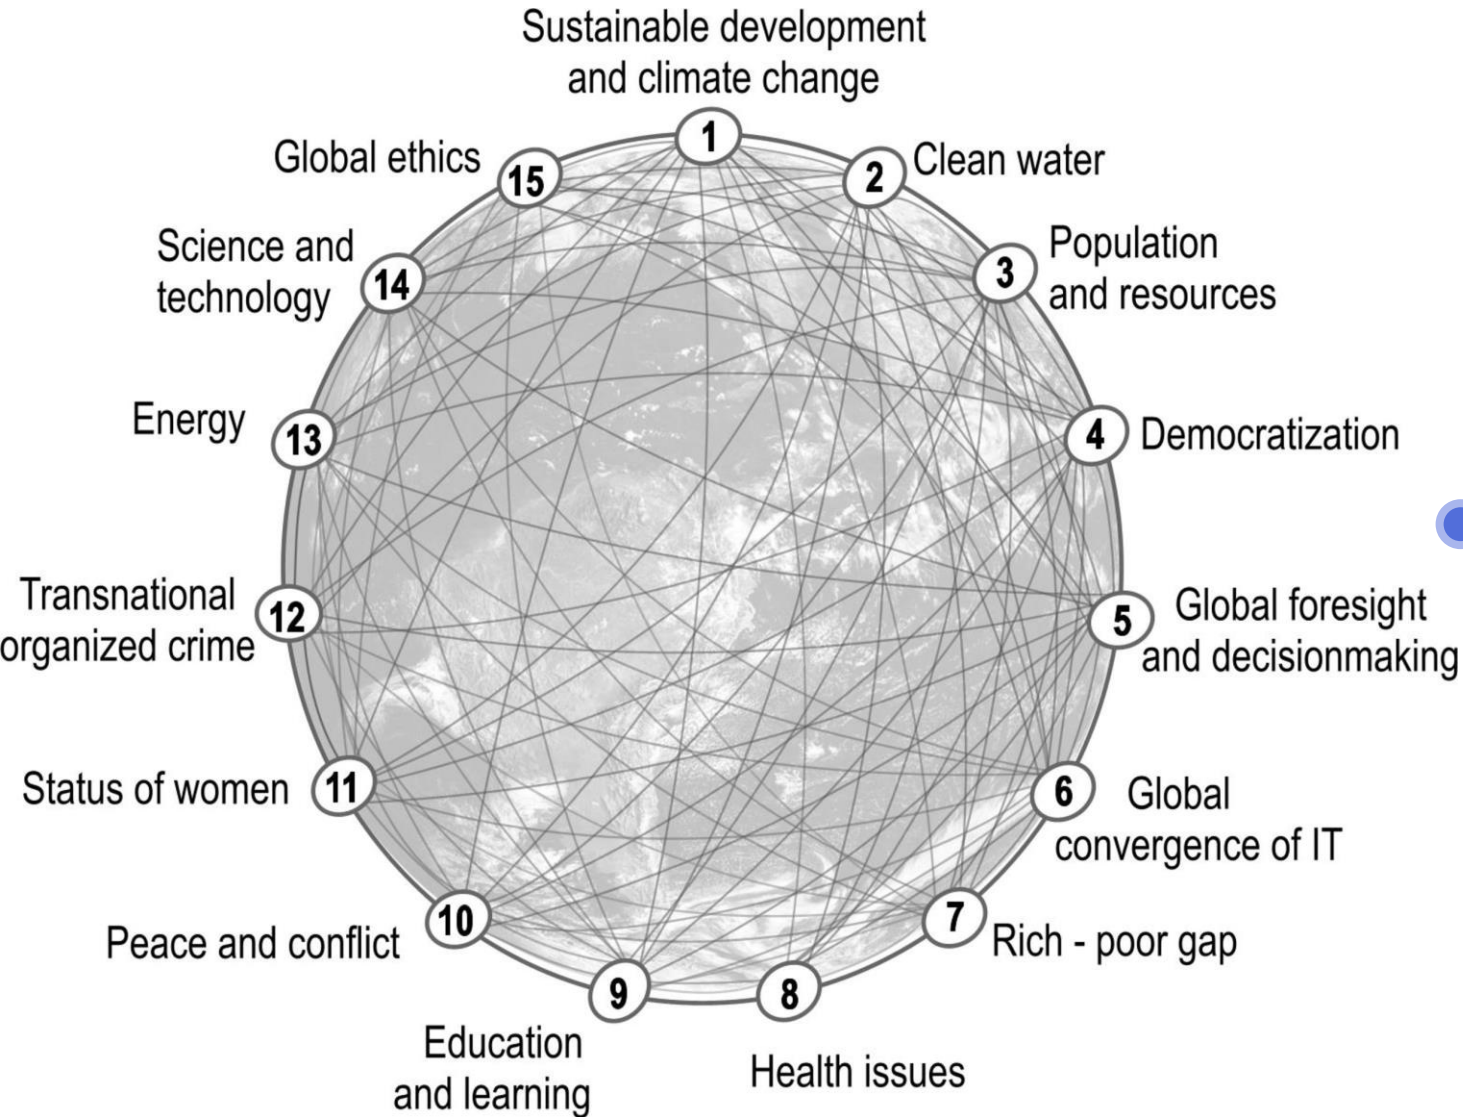 Sustainable development
and climate change
1
2
Clean water
3
Population
and resources
4
Democratization
5
Global foresight
and decisionmaking
6
Global
convergence of IT
7
Rich - poor gap
8
Health issues
9
Education
and learning
10
Peace and conflict
11
Status of women
12
Transnational
organized crime
13
Energy
14
Science and
technology
15
Global ethics